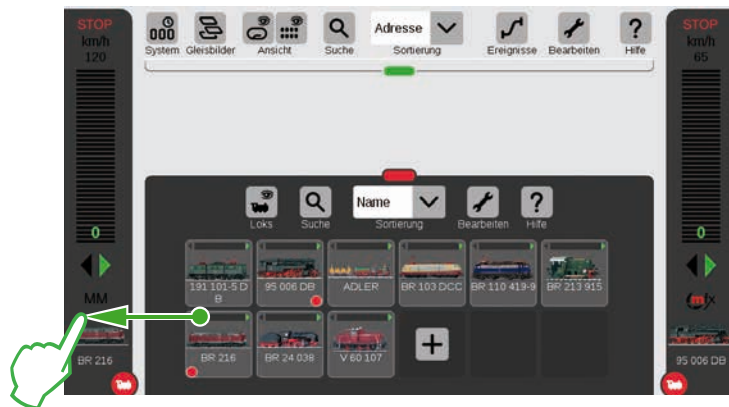 STOP
km/h
120
0
MM
BR 216
System Gleisbilder Ansicht Suche Adresse Sortierung Ereignisse Bearbeiten ? Hilfe
Loks Suche Name Sortierung Bearbeiten ? Hilfe
191 101-5 D
B
95 006 DB
ADLER
BR 103 DCC
BR 110 419-9
BR 213 915
BR 216
BR 24 038
V 60 107
+
STOP
km/h
65
0
(m)x
95 006 DB